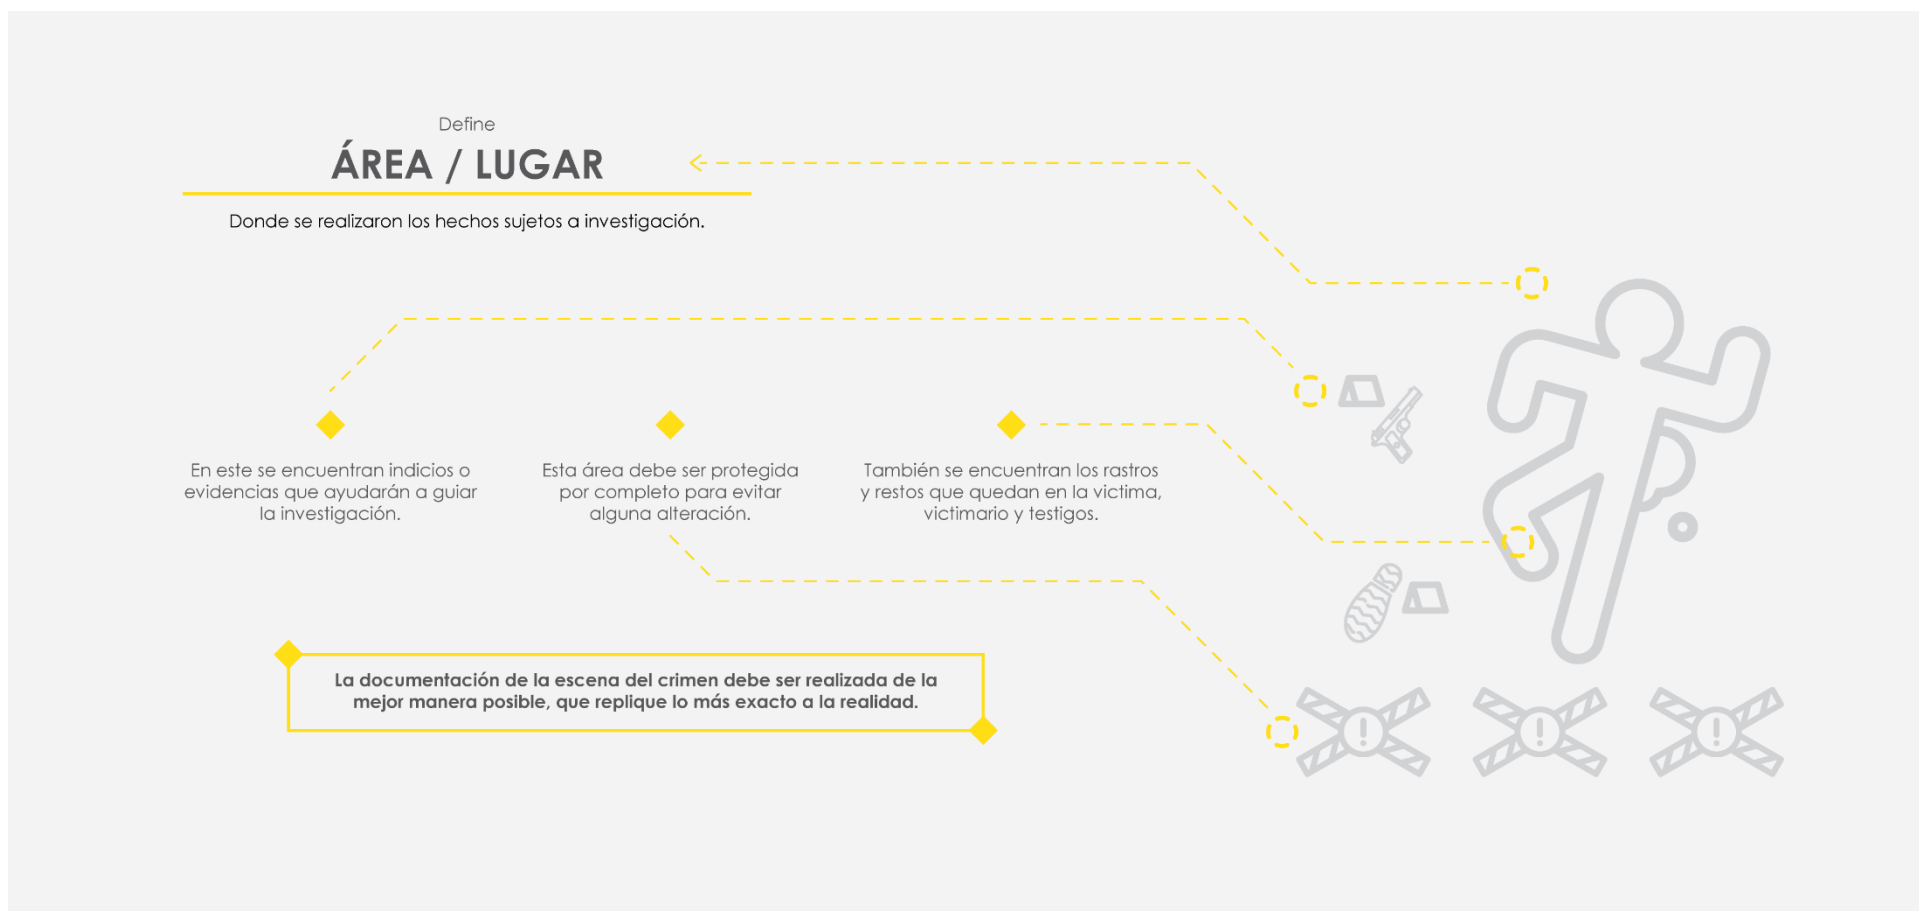 Define
ÁREA / LUGAR
Donde se realizaron los hechos sujetos a investigación.
En este se encuentran indicios o
evidencias que ayudarán a guiar
la investigación.
Esta área debe ser protegida
por completo para evitar
alguna alteración.
También se encuentran los rastros
y restos que quedan en la victima,
victimario y testigos.
La documentación de la escena del crimen debe ser realizada de la
mejor manera posible, que replique lo más exacto a la realidad.